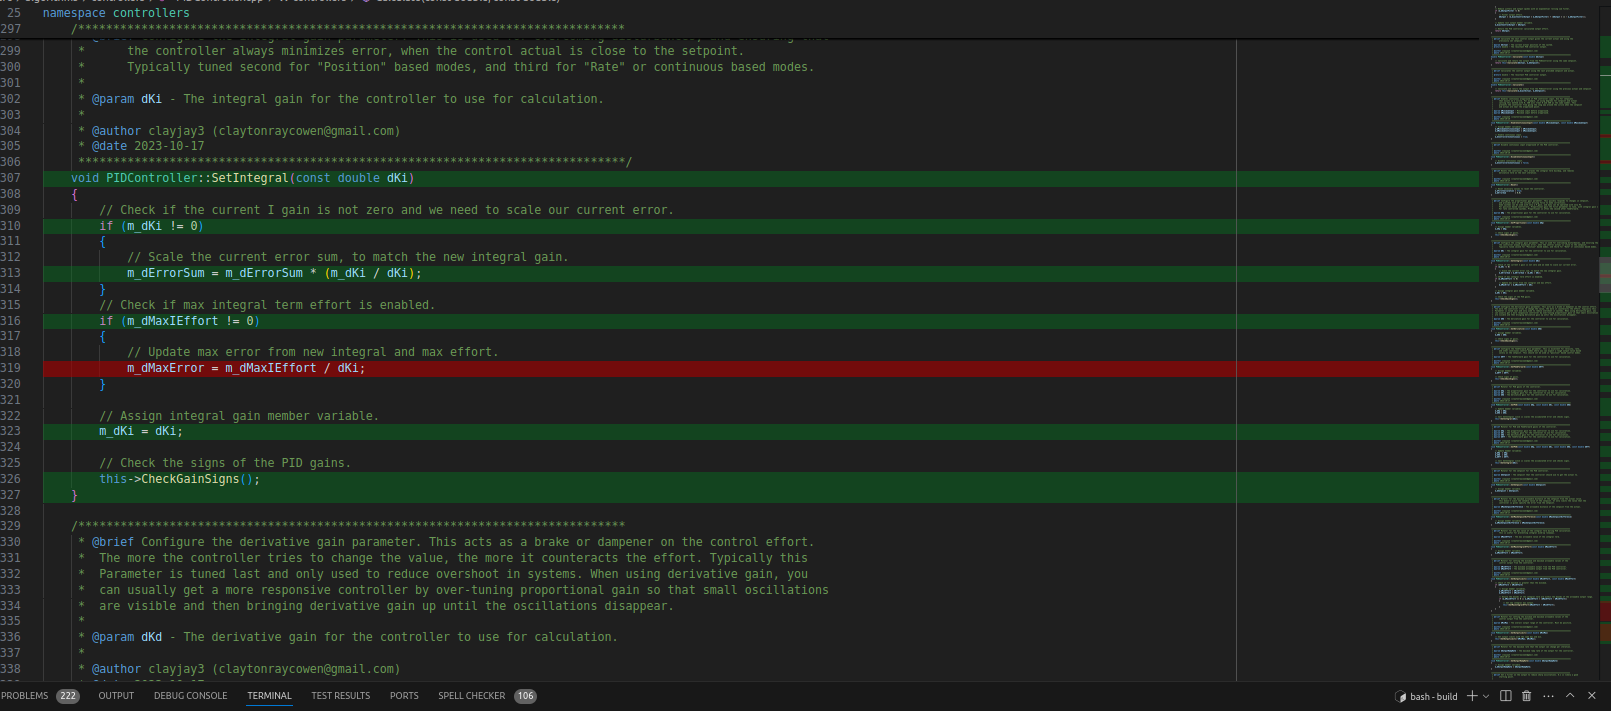 25 namespace controllers
297 /******************************************************************************
299 * the controller always minimizes error, when the control actual is close to the setpoint.
300 * Typically tuned second for "Position" based modes, and third for "Rate" or continuous based modes.
301 *
302 * @param dKi - The integral gain for the controller to use for calculation.
303 *
304 * @author clayjay3 (claytonraycowen@gmail.com)
305 * @date 2023-10-17
306 ******************************************************************************/
307 void PIDController::SetIntegral(const double dKi)
308 {
309 // Check if the current I gain is not zero and we need to scale our current error.
310 if (m_dKi != 0)
311 {
312 // Scale the current error sum, to match the new integral gain.
313 m_dErrorSum = m_dErrorSum * (m_dKi / dKi);
314 }
315 // Check if max integral term effort is enabled.
316 if (m_dMaxIEffort != 0)
317 {
318 // Update max error from new integral and max effort.
319 m_dMaxError = m_dMaxIEffort / dKi;
320 }
321
322 // Assign integral gain member variable.
323 m_dKi = dKi;
324
325 // Check the signs of the PID gains.
326 this->CheckGainSigns();
327 }
328
329 /******************************************************************************
330 * @brief Configure the derivative gain parameter. This acts as a brake or dampener on the control effort.
331 * The more the controller tries to change the value, the more it counteracts the effort. Typically this
332 * Parameter is tuned last and only used to reduce overshoot in systems. When using derivative gain, you
333 * can usually get a more responsive controller by over-tuning proportional gain so that small oscillations
334 * are visible and then bringing derivative gain up until the oscillations disappear.
335 *
336 * @param dKd - The derivative gain for the controller to use for calculation.
337 *
338 * @author clayjay3 (claytonraycowen@gmail.com)
PROBLEMS 222 OUTPUT DEBUG CONSOLE TERMINAL TEST RESULTS PORTS SPELL CHECKER 106 bash - build